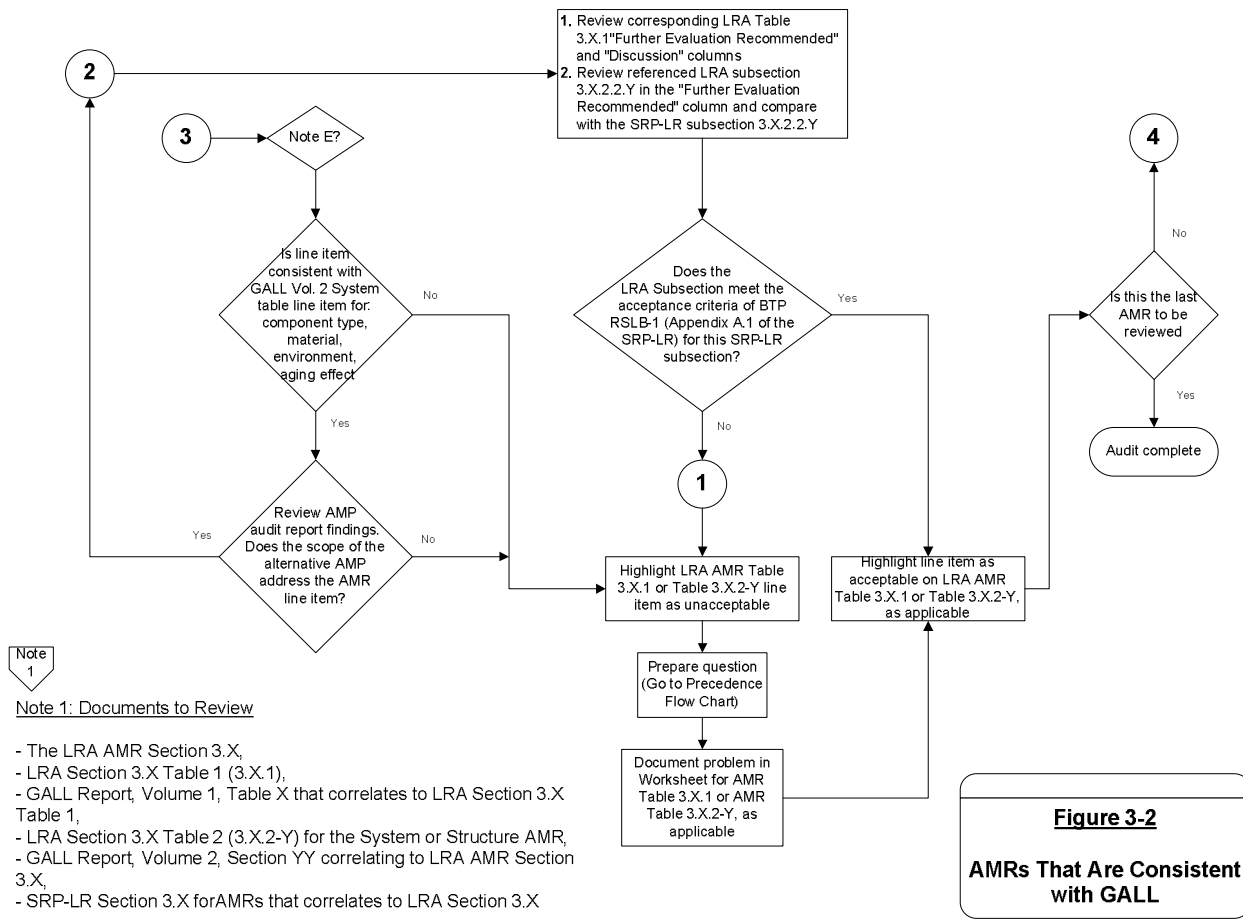 1. Review corresponding LRA Table
3.X.1"Further Evaluation Recommended"
and "Discussion" columns
2. Review referenced LRA subsection
3.X.2.2.Y in the "Further Evaluation
Recommended" column and compare
with the SRP-LR subsection 3.X.2.2.Y
2
3
Note E?
4
No
Is line item
consistent with
GALL Vol. 2 System
table line item for:
component type,
material,
environment,
aging effect
No
Yes
Does the
LRA Subsection meet the
acceptance criteria of BTP
RSLB-1 (Appendix A.1 of the
SRP-LR) for this SRP-LR
subsection?
Yes
No
Is this the last
AMR to be
reviewed
Yes
Audit complete
1
Review AMP
audit report findings.
Does the scope of the
alternative AMP
address the AMR
line item?
Yes
No
Highlight LRA AMR Table
3.X.1 or Table 3.X.2-Y line
item as unacceptable
Highlight line item as
acceptable on LRA AMR
Table 3.X.1 or Table 3.X.2-Y,
as applicable
Prepare question
(Go to Precedence
Flow Chart)
Document problem in
Worksheet for AMR
Table 3.X.1 or AMR
Table 3.X.2-Y, as
applicable
Note
1
Note 1: Documents to Review
- The LRA AMR Section 3.X,
- LRA Section 3.X Table 1 (3.X.1),
- GALL Report, Volume 1, Table X that correlates to LRA Section 3.X
Table 1,
- LRA Section 3.X Table 2 (3.X.2-Y) for the System or Structure AMR,
- GALL Report, Volume 2, Section YY correlating to LRA AMR Section
3.X,
- SRP-LR Section 3.X forAMRs that correlates to LRA Section 3.X
Figure 3-2
AMRs That Are Consistent
with GALL